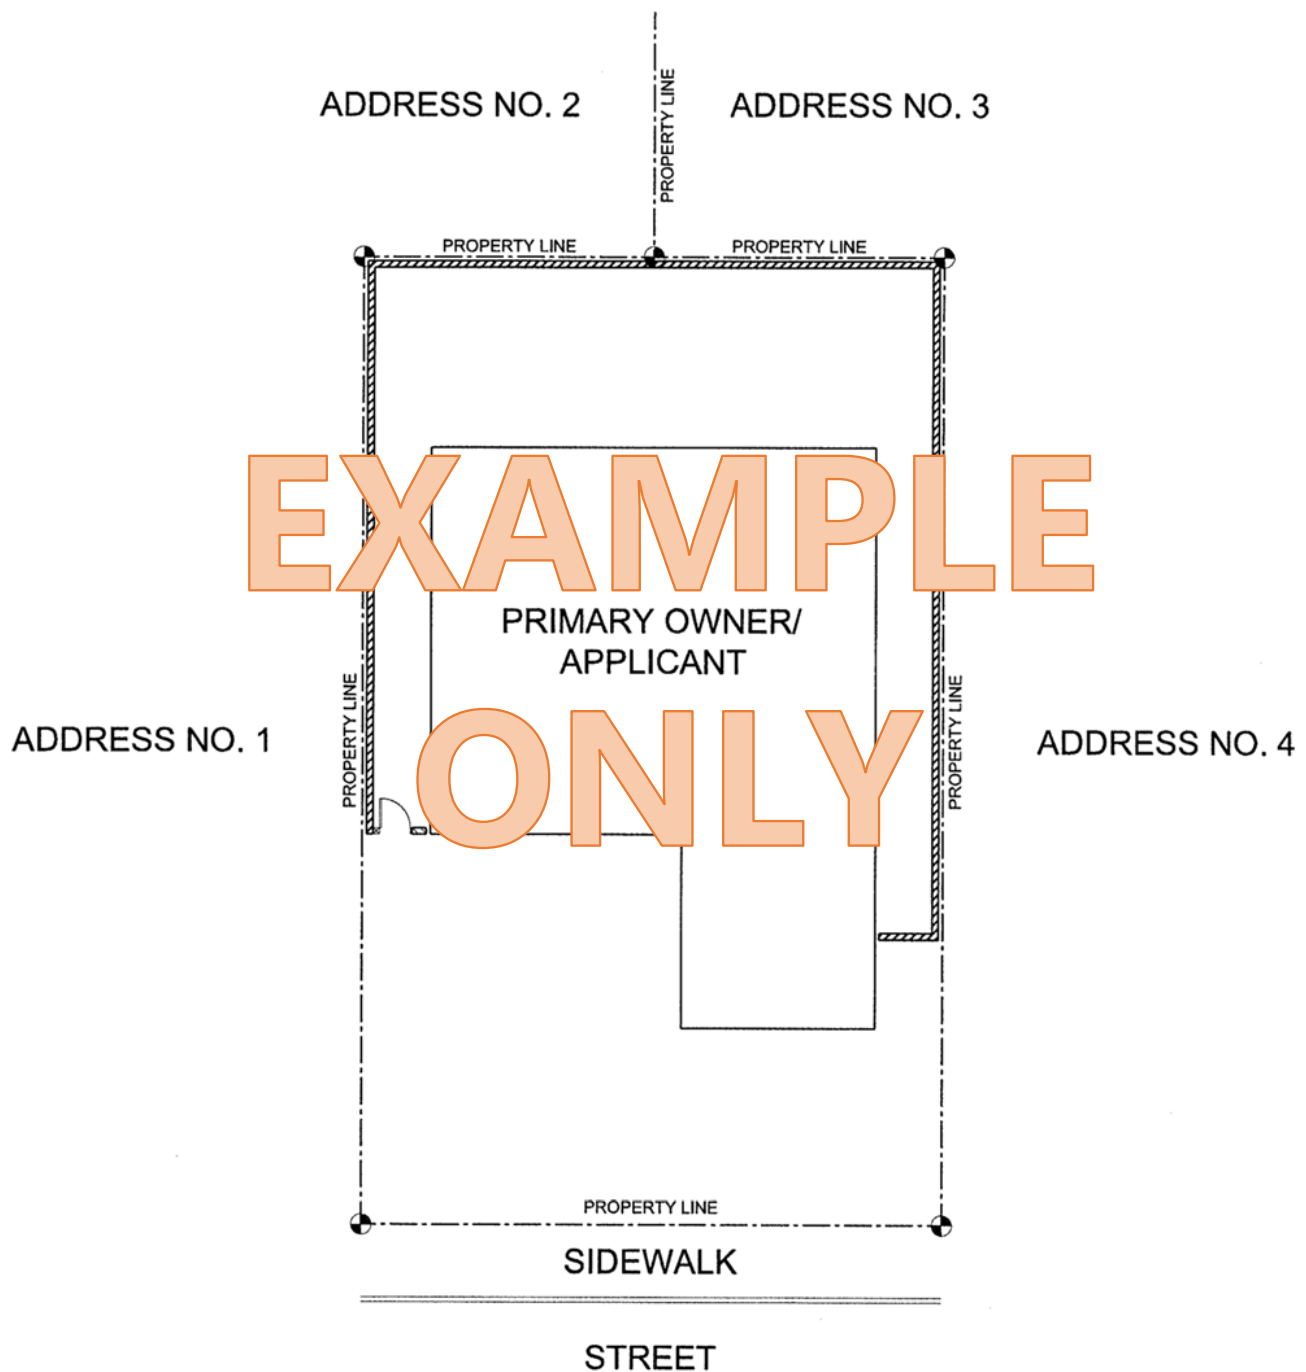 ADDRESS NO. 2
PROPERTY LINE
ADDRESS NO. 3
PROPERTY LINE
PROPERTY LINE
EXAMPLE
PRIMARY OWNER/
APPLICANT
ONLY
ADDRESS NO. 1
PROPERTY LINE
PROPERTY LINE
ADDRESS NO. 4
PROPERTY LINE
SIDEWALK
STREET